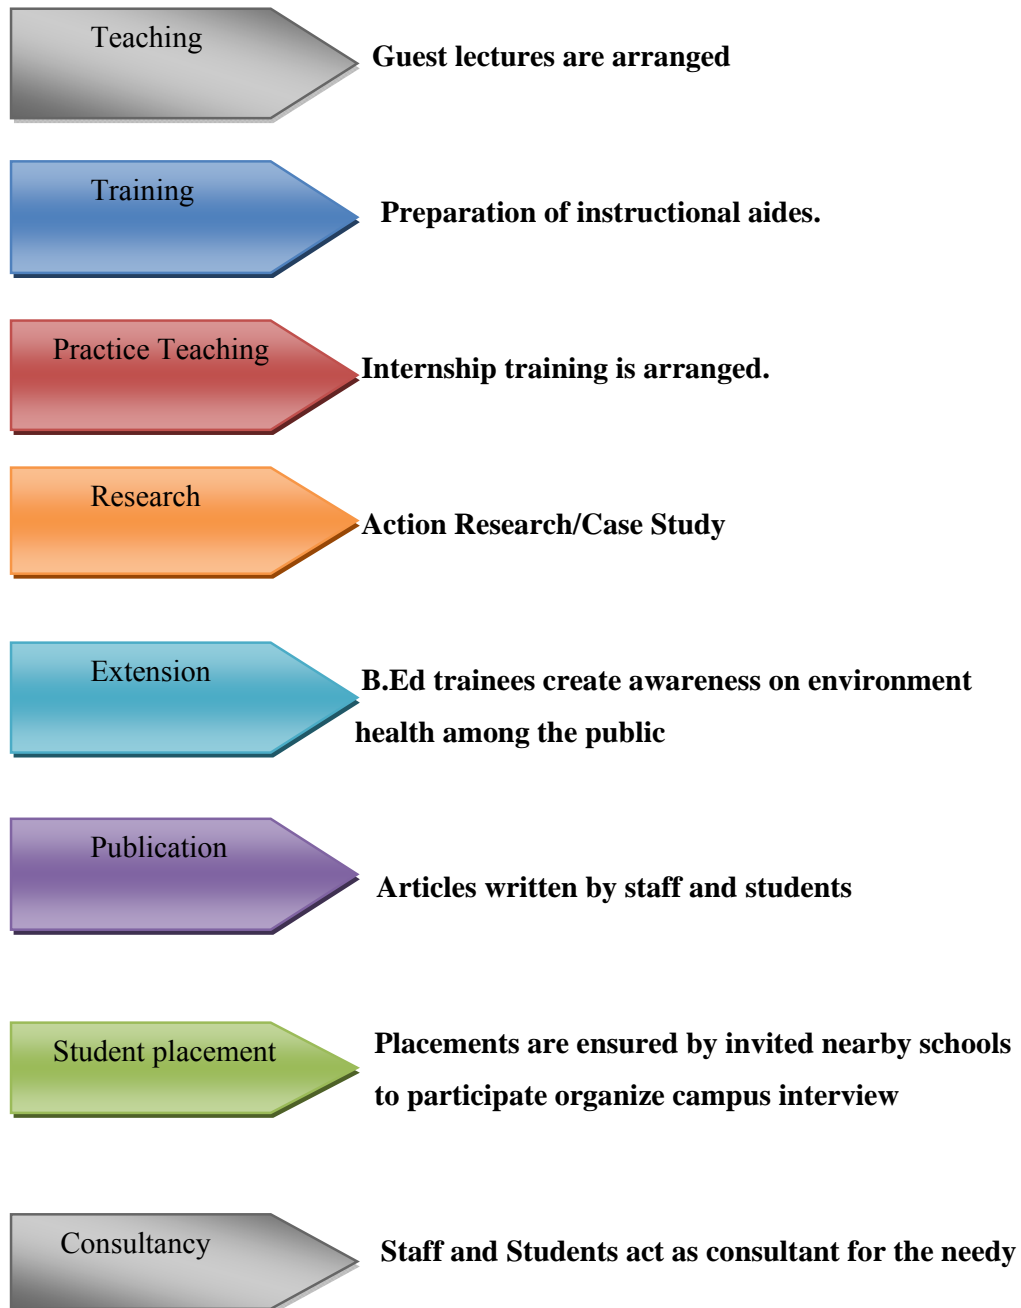 Teaching
Guest lectures are arranged
Training
Preparation of instructional aides.
Practice Teaching
Internship training is arranged.
Research
Action Research/Case Study
Extension
B.Ed trainees create awareness on environment
health among the public
Publication
Articles written by staff and students
Student placement
Placements are ensured by invited nearby schools
to participate organize campus interview
Consultancy
Staff and Students act as consultant for the needy